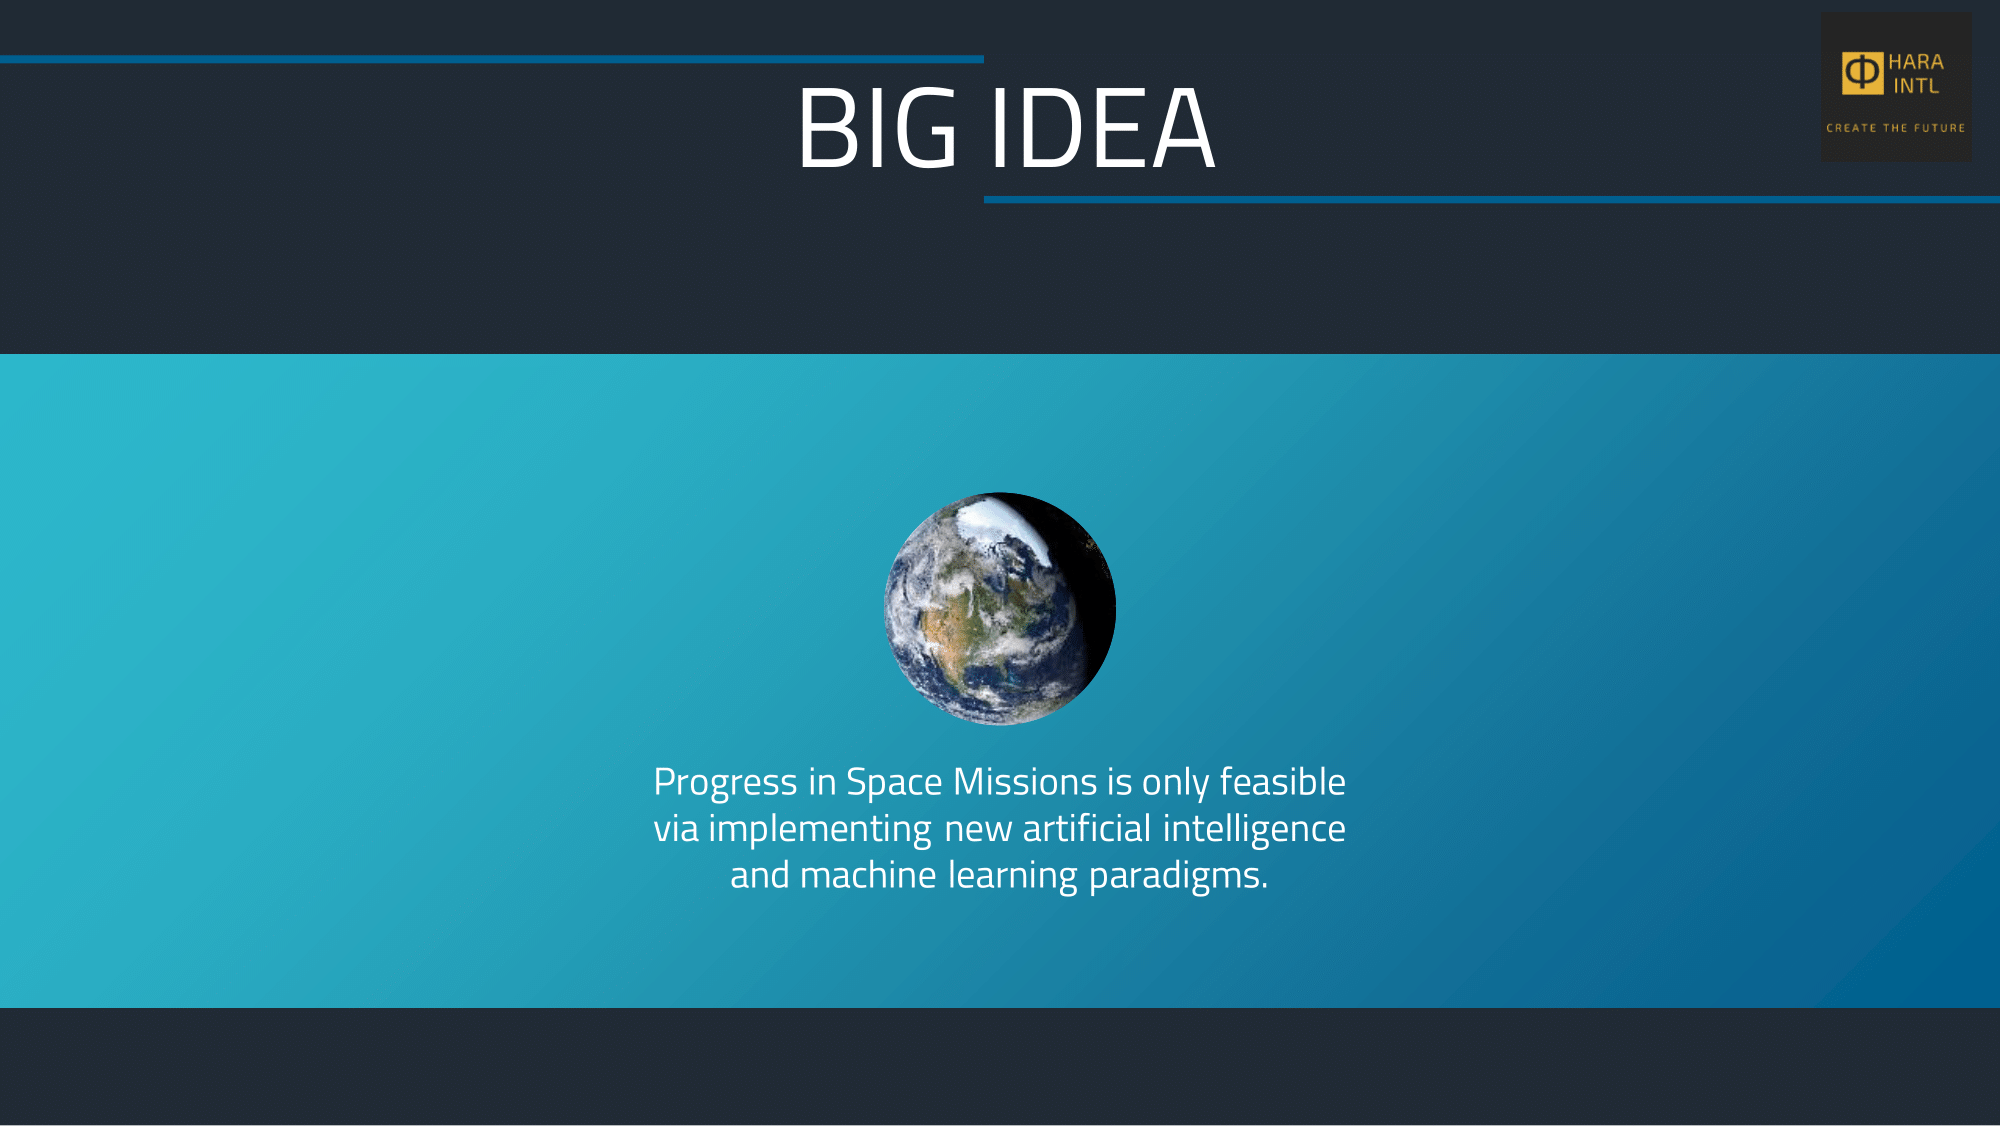 BIG IDEA
Φ HARA
INTL
CREATE THE FUTURE
Progress in Space Missions is only feasible
via implementing new artificial intelligence
and machine learning paradigms.